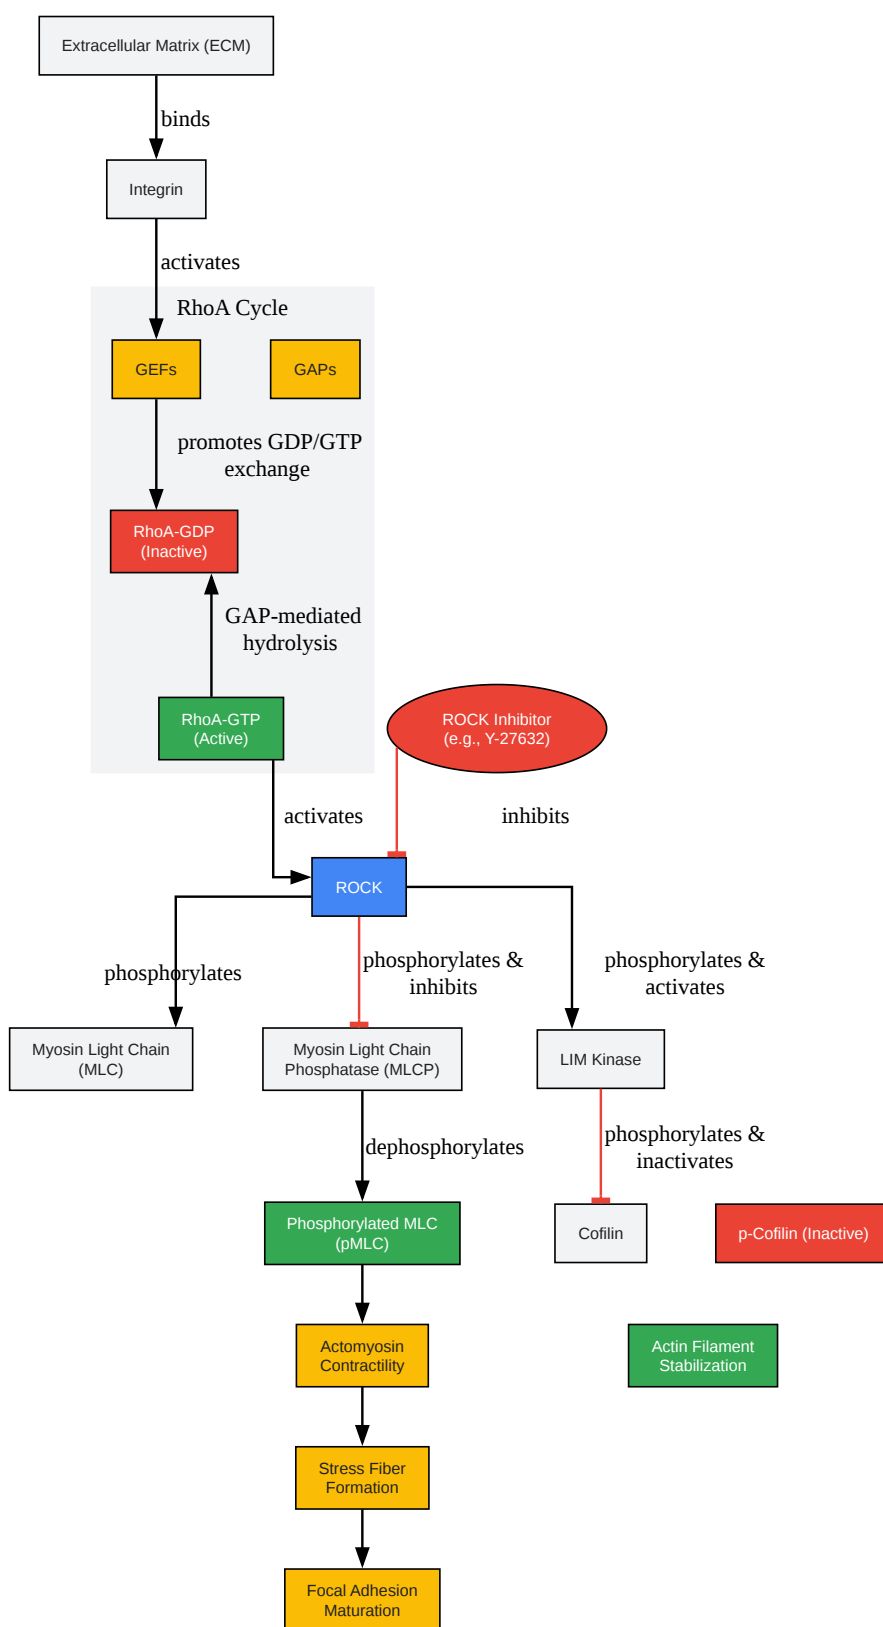 Extracellular Matrix (ECM)
binds
Integrin
activates
RhoA Cycle
GEFs
GAPs
promotes GDP/GTP
exchange
RhoA-GDP
(Inactive)
GAP-mediated
hydrolysis
RhoA-GTP
(Active)
ROCK Inhibitor
(e.g., Y-27632)
activates
inhibits
ROCK
phosphorylates
phosphorylates &
inhibits
phosphorylates &
activates
Myosin Light Chain
(MLC)
Myosin Light Chain
Phosphatase (MLCP)
LIM Kinase
dephosphorylates
phosphorylates &
inactivates
Phosphorylated MLC
(pMLC)
Cofilin
p-Cofilin (Inactive)
Actomyosin
Contractility
Actin Filament
Stabilization
Stress Fiber
Formation
Focal Adhesion
Maturation